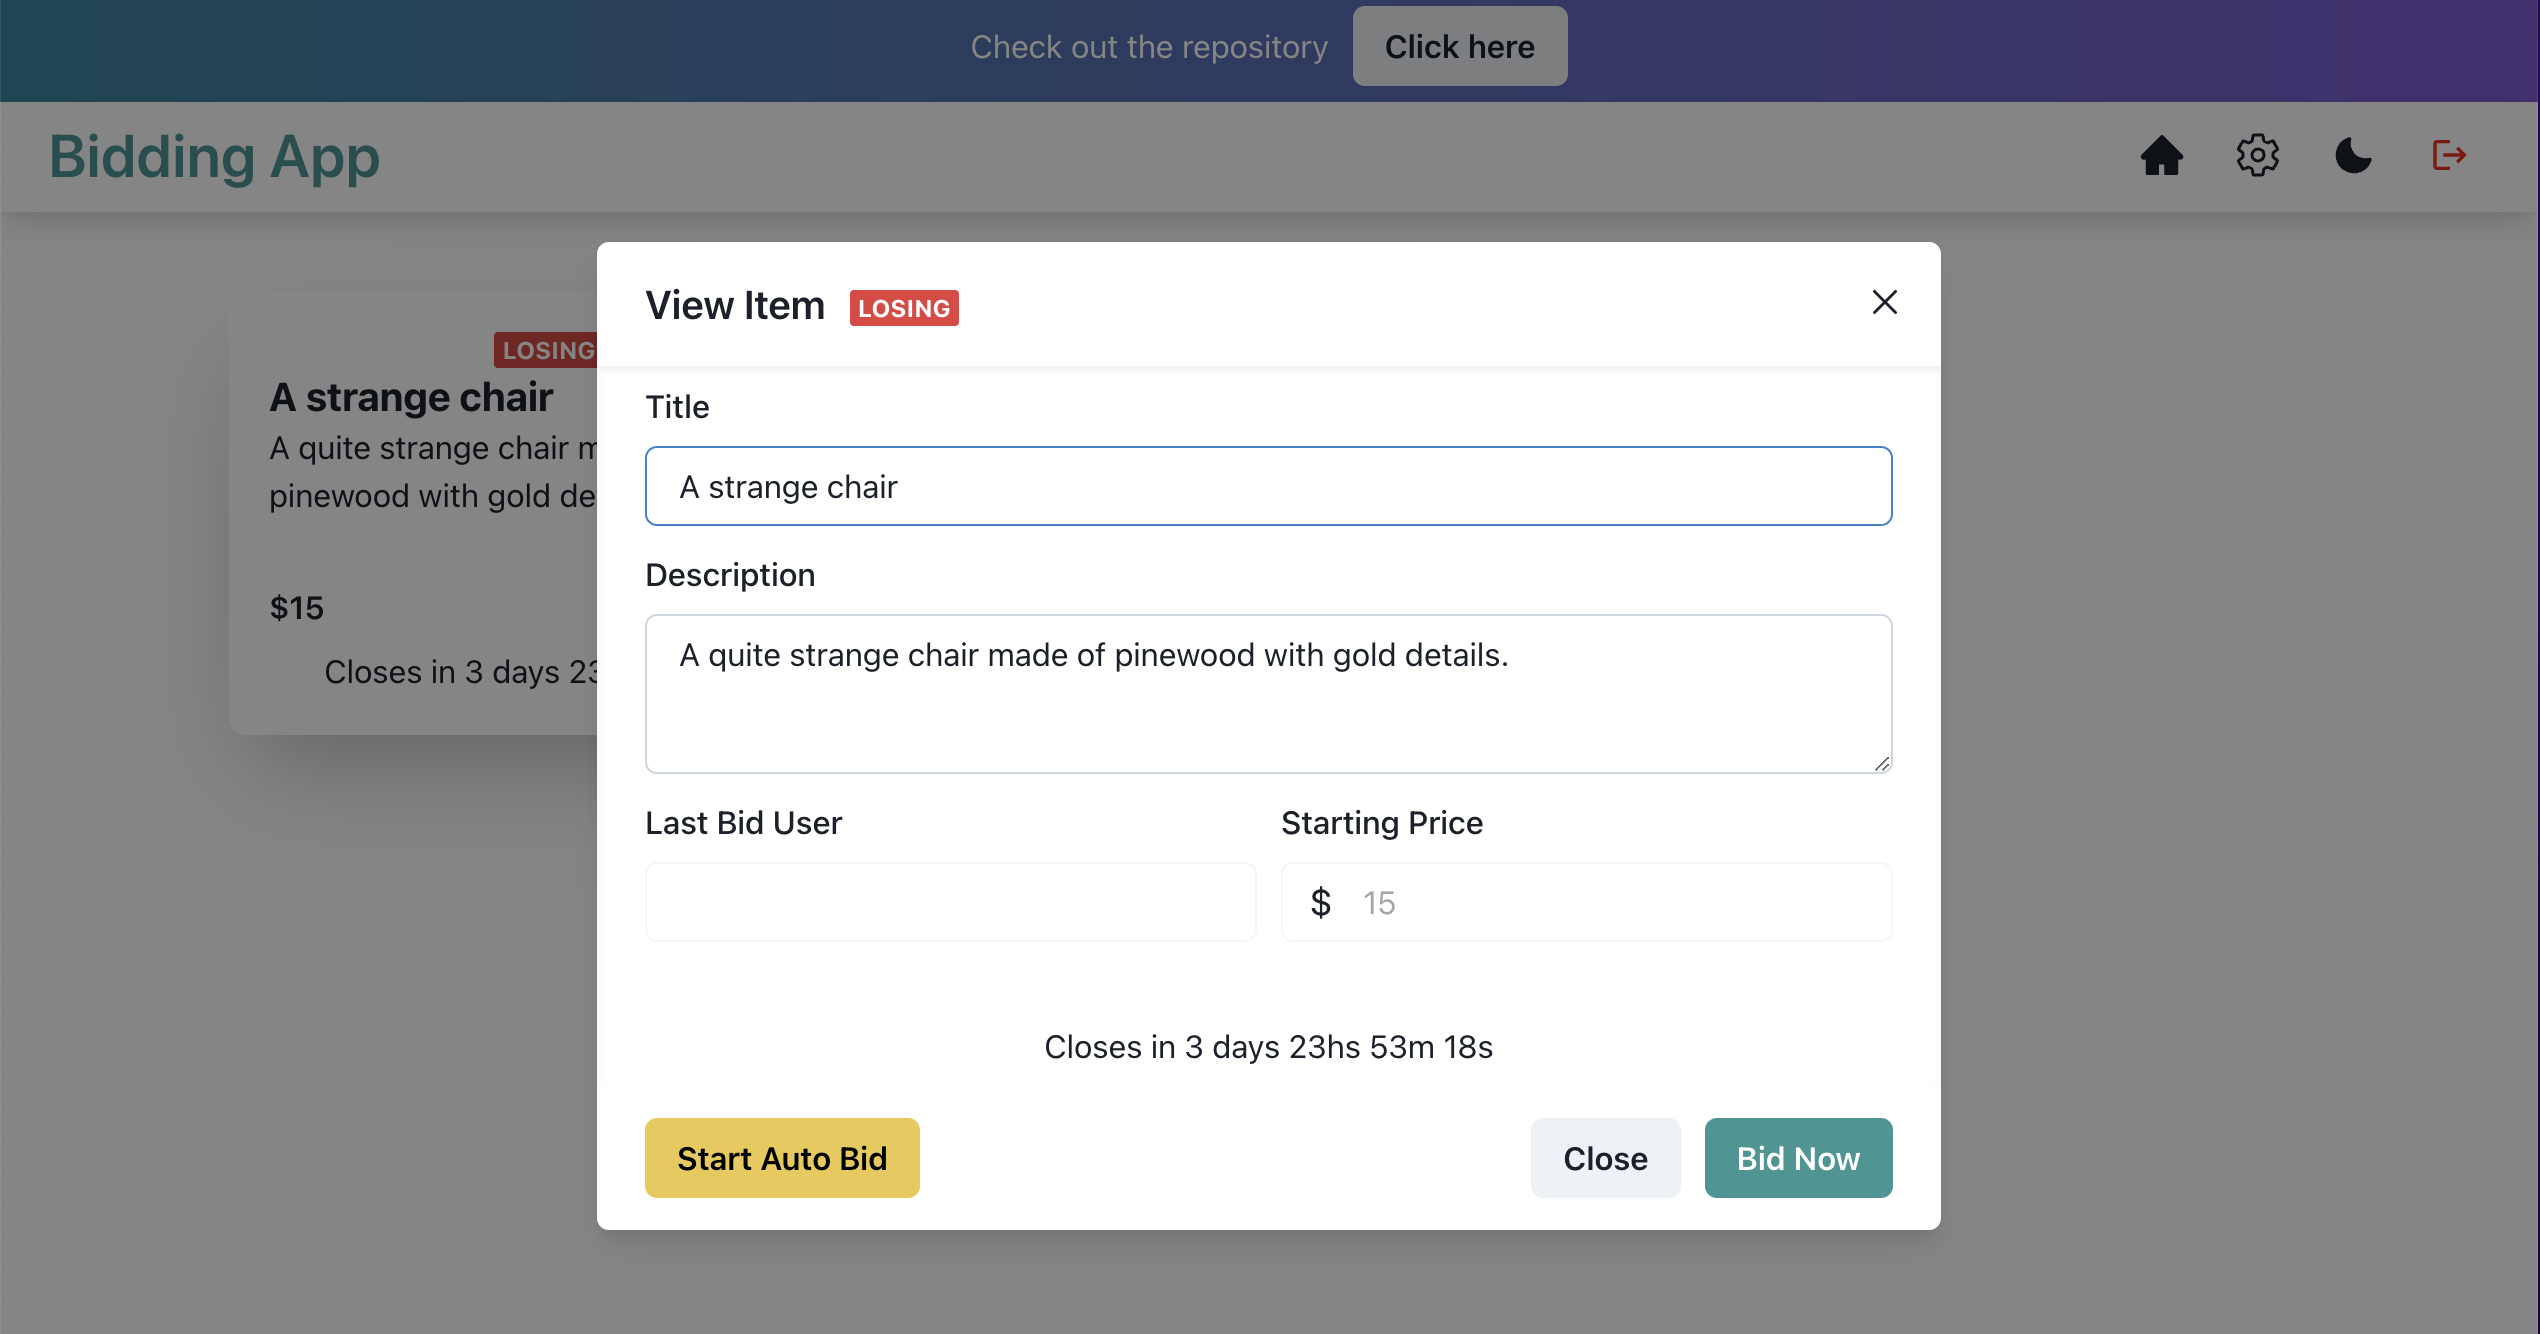 Check out the repository Click here
Bidding App
LOSING
A strange chair
A quite strange chair
pinewood with gold
$15
Closes in 3 days
View Item LOSING
Title
A strange chair
Description
A quite strange chair made of pinewood with gold details.
Last Bid User Starting Price
$ 15
Closes in 3 days 23hs 53m 18s
Start Auto Bid Close Bid Now